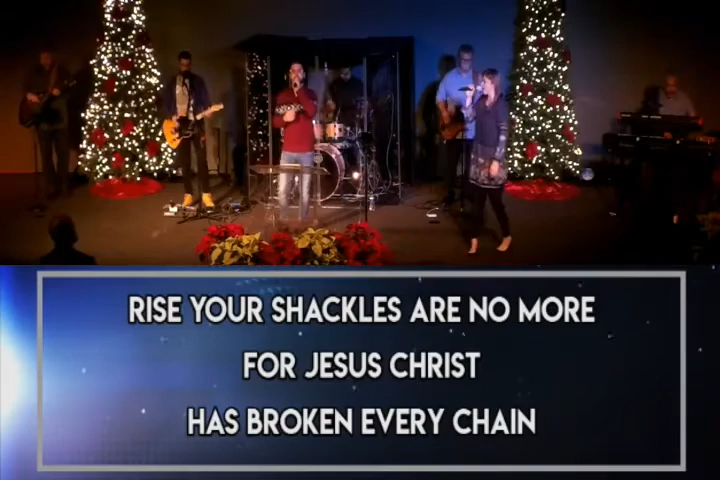 RISE YOUR SHACKLES ARE NO MORE
FOR JESUS CHRIST
HAS BROKEN EVERY CHAIN